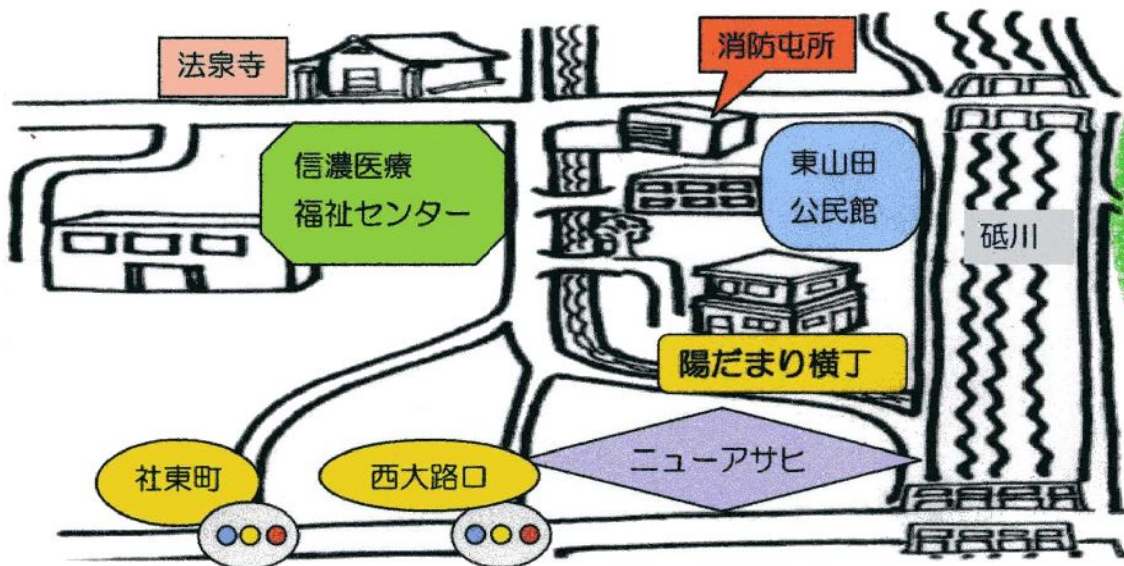 法泉寺
消防屯所
信濃医療
福祉センター
東山田
公民館
砥川
陽だまり横丁
ニューアサヒ
社東町
西大路口